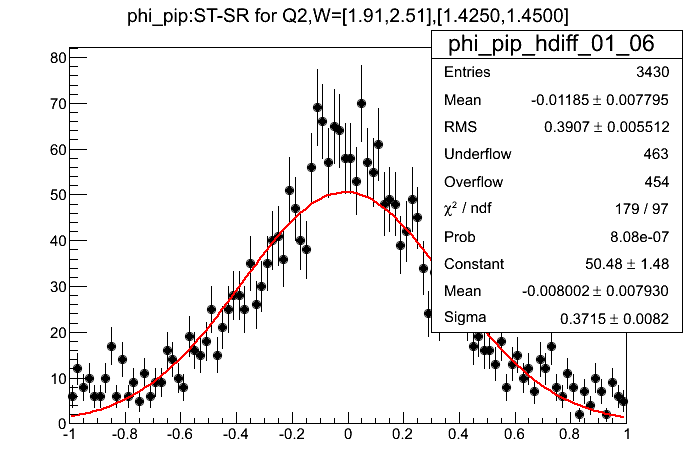 phi_pip:ST-SR for Q2,W=[1.91,2.51],[1.4250,1.4500]
phi_pip_hdiff_01_06
Entries 3430
Mean -0.01185 ± 0.007795
RMS 0.3907 ± 0.005512
Underflow 463
Overflow 454
χ² / ndf 179 / 97
Prob 8.08e-07
Constant 50.48 ± 1.48
Mean -0.008002 ± 0.007930
Sigma 0.3715 ± 0.0082
80
70
60
50
40
30
20
10
0
-1 -0.8 -0.6 -0.4 -0.2 0 0.2 0.4 0.6 0.8 1